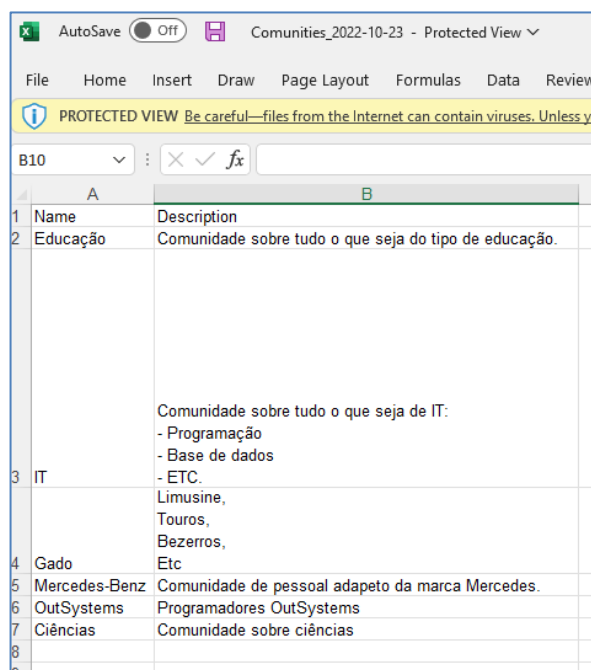 AutoSave Off Comunities_2022-10-23 - Protected View
File Home Insert Draw Page Layout Formulas Data Review
PROTECTED VIEW Be careful—files from the Internet can contain viruses. Unless y
B10 fx
A B
1 Name Description
2 Educação Comunidade sobre tudo o que seja do tipo de educação.
Comunidade sobre tudo o que seja de IT:
- Programação
- Base de dados
3 IT - ETC.
Limusine,
Touros,
Bezerros,
4 Gado Etc
5 Mercedes-Benz Comunidade de pessoal adapeto da marca Mercedes.
6 OutSystems Programadores OutSystems
7 Ciências Comunidade sobre ciências
8